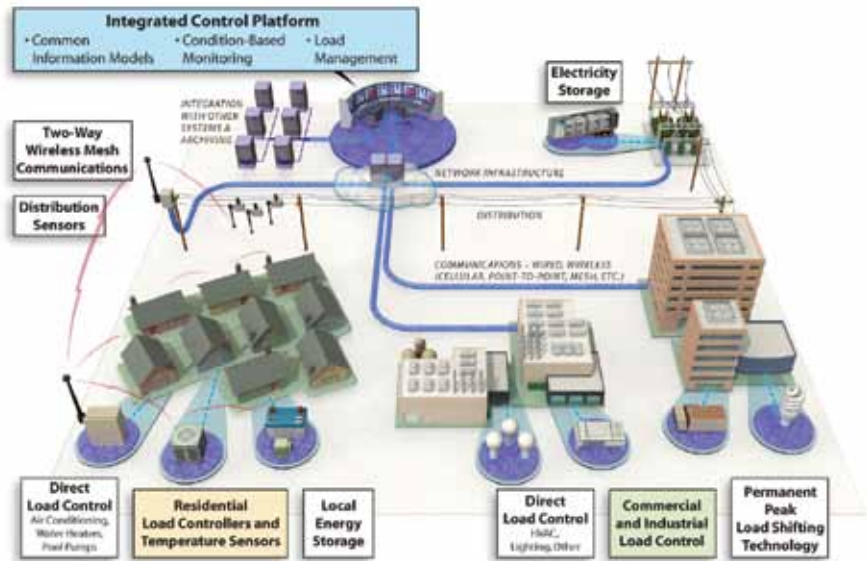 Integrated Control Platform
• Common Information Models
• Condition-Based Monitoring
• Load Management
INTEGRATION
WITH OTHER
SYSTEMS &
ARCHIVING
Electricity
Storage
Two-Way
Wireless Mesh
Communications
NETWORK INFRASTRUCTURE
Distribution
Sensors
DISTRIBUTION
COMMUNICATIONS – WIRED, WIRELESS
(CELLULAR, POINT-TO-POINT, MESH, ETC.)
Direct
Load Control
Air Conditioning,
Water Heaters,
Pool Pumps
Residential
Load Controllers and
Temperature Sensors
Local
Energy
Storage
Direct
Load Control
HVAC,
Lighting, Other
Commercial
and Industrial
Load Control
Permanent
Peak
Load Shifting
Technology